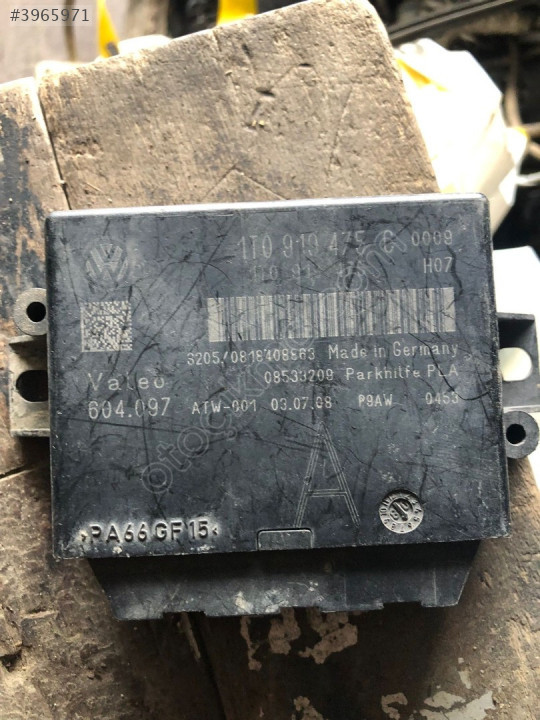 #3965971
1T0 919 475 C 0009
H07
S205/0818408563 Made in Germany
08533209 Parkhilfe PLA
Valeo
604.097
ATW-001 03.07.08 P9AW 0453
A
>PA66GF15<